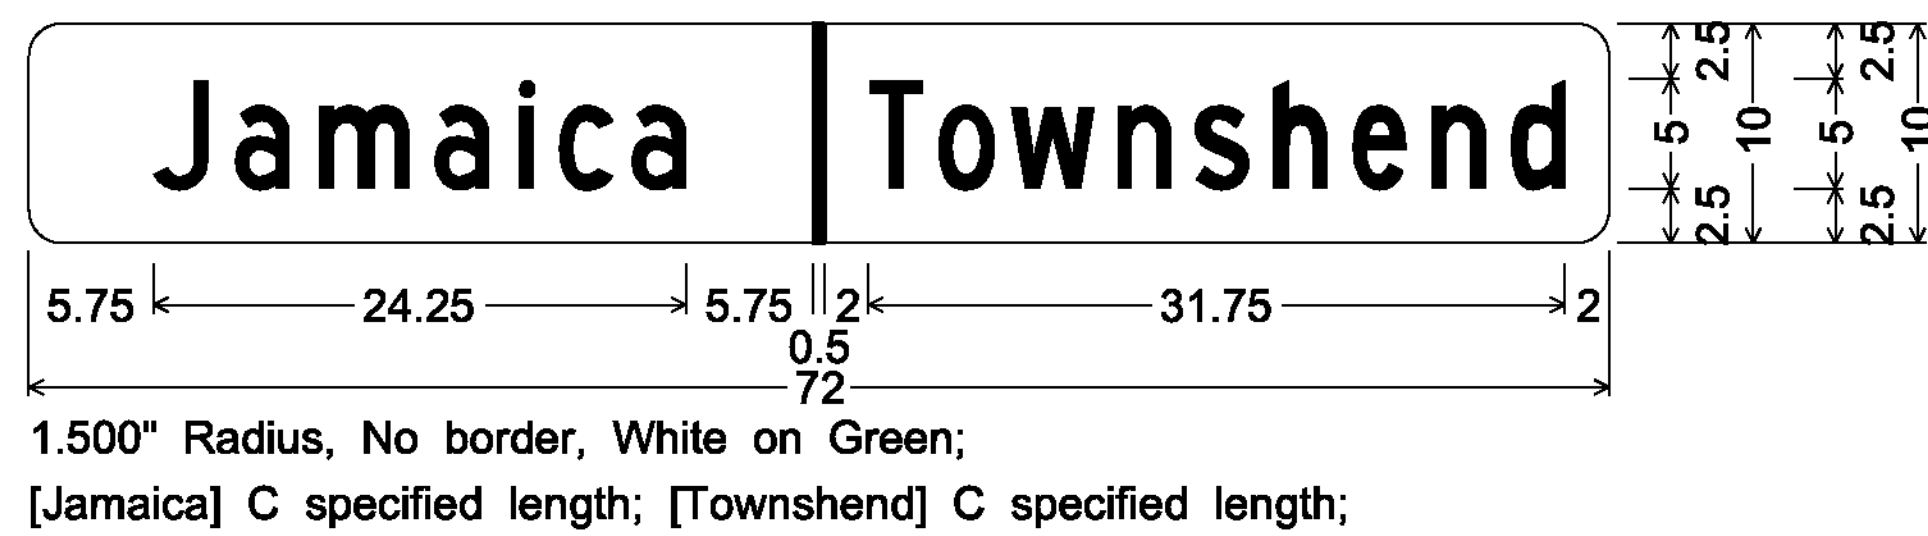 Jamaica Townshend
2.5 5 2.5 10 2.5 5 2.5 10
5.75 24.25 5.75 2 31.75 2
0.5
72
1.500" Radius, No border, White on Green;
[Jamaica] C specified length; [Townshend] C specified length;